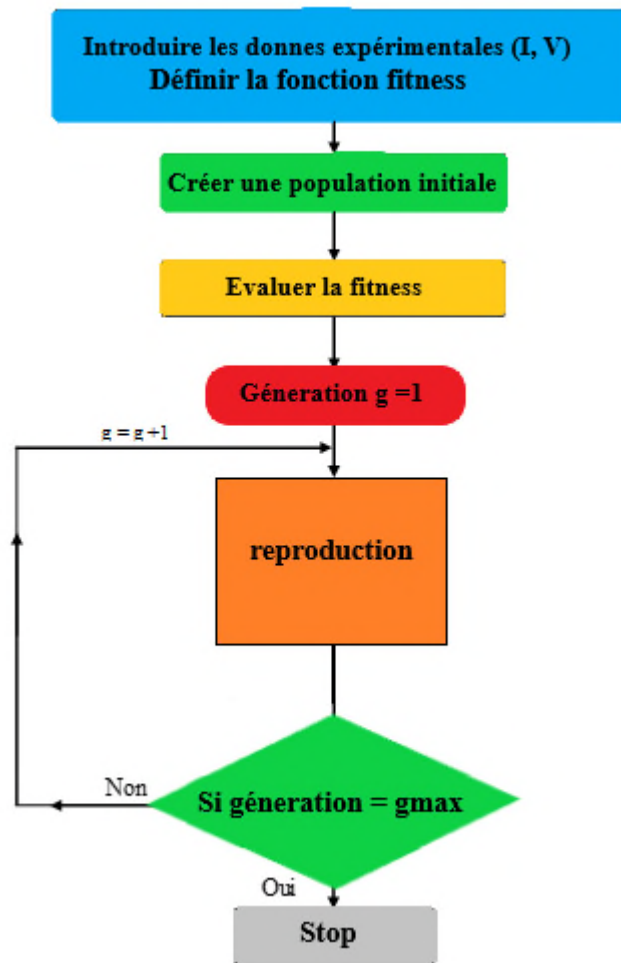 Introduire les donnes expérimentales (I, V)
Définir la fonction fitness
Créer une population initiale
Evaluer la fitness
Géneration g =1
g = g +1
reproduction
Non
Si géneration = gmax
Oui
Stop